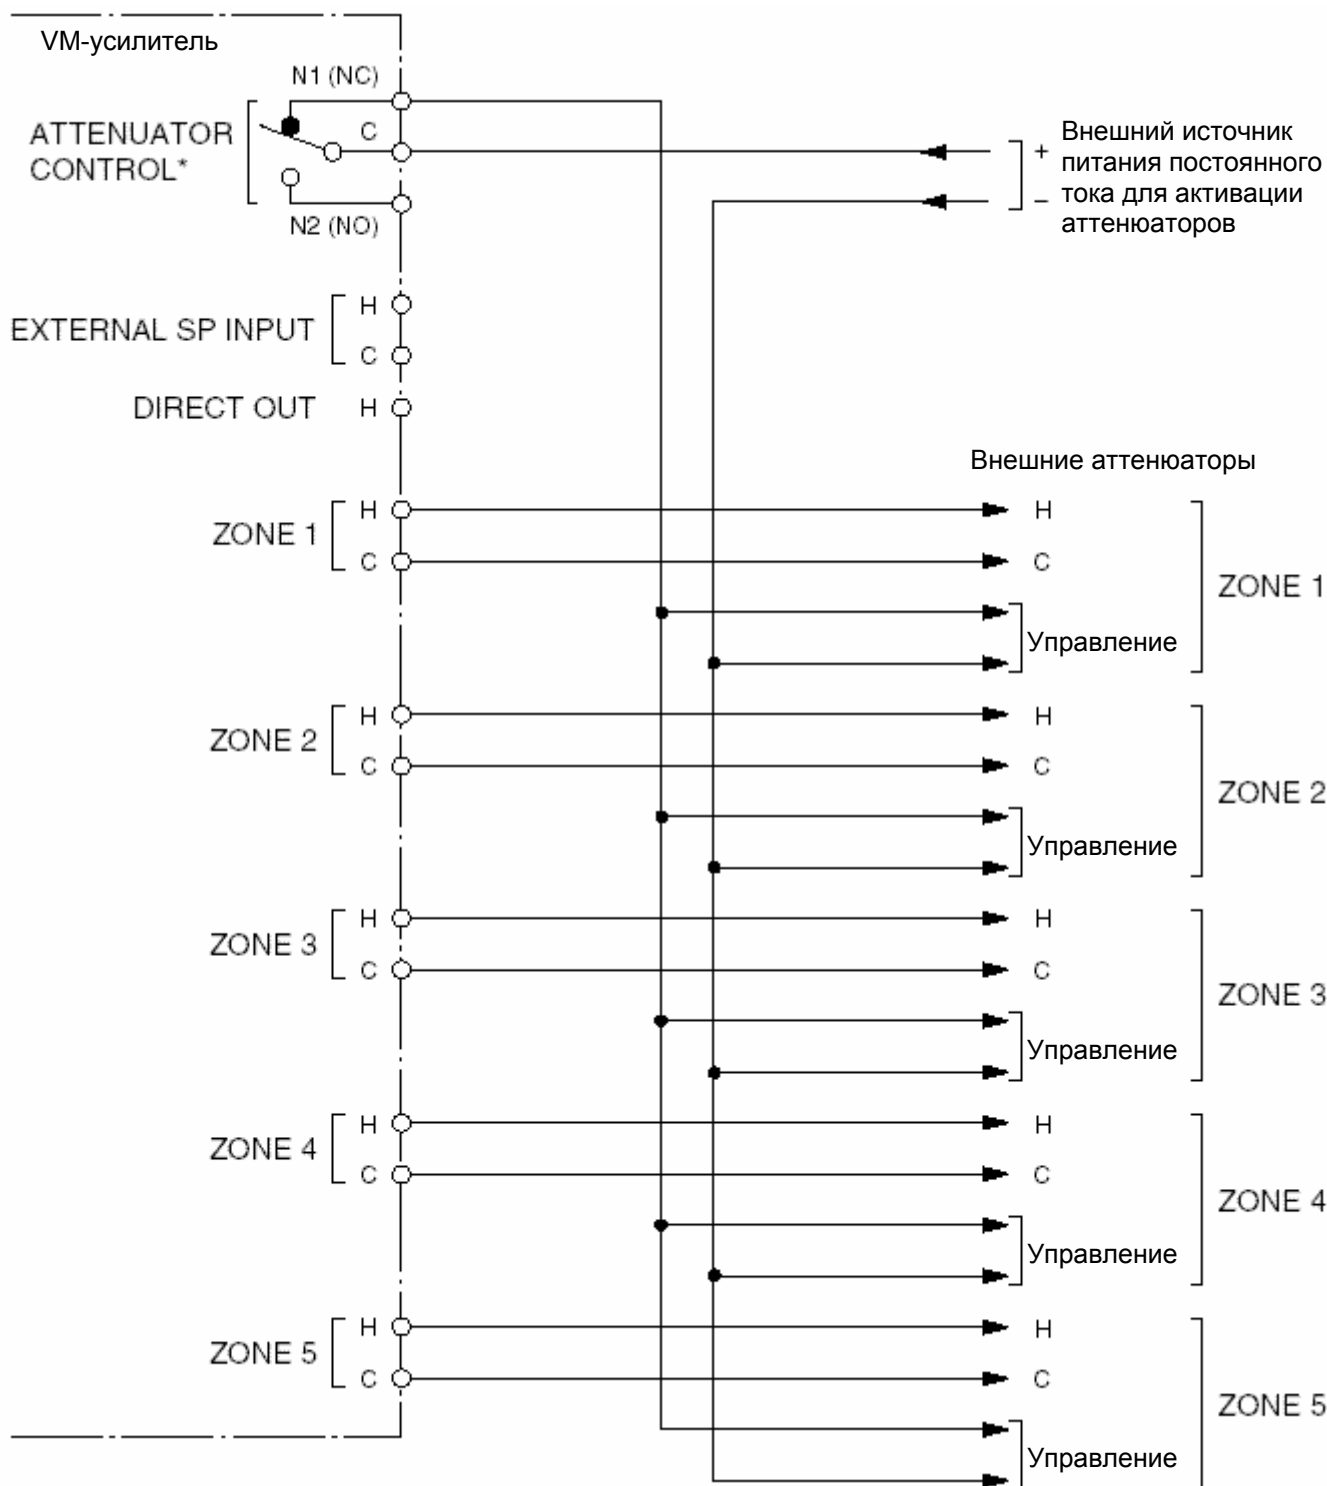 VM-усилитель
N1 (NC)
ATTENUATOR
CONTROL*
C
N2 (NO)
+
–
Внешний источник
питания постоянного
тока для активации
аттенюаторов
EXTERNAL SP INPUT
H
C
DIRECT OUT
H
Внешние аттенюаторы
ZONE 1
H
C
H
C
Управление
ZONE 1
ZONE 2
H
C
H
C
Управление
ZONE 2
ZONE 3
H
C
H
C
Управление
ZONE 3
ZONE 4
H
C
H
C
Управление
ZONE 4
ZONE 5
H
C
H
C
Управление
ZONE 5